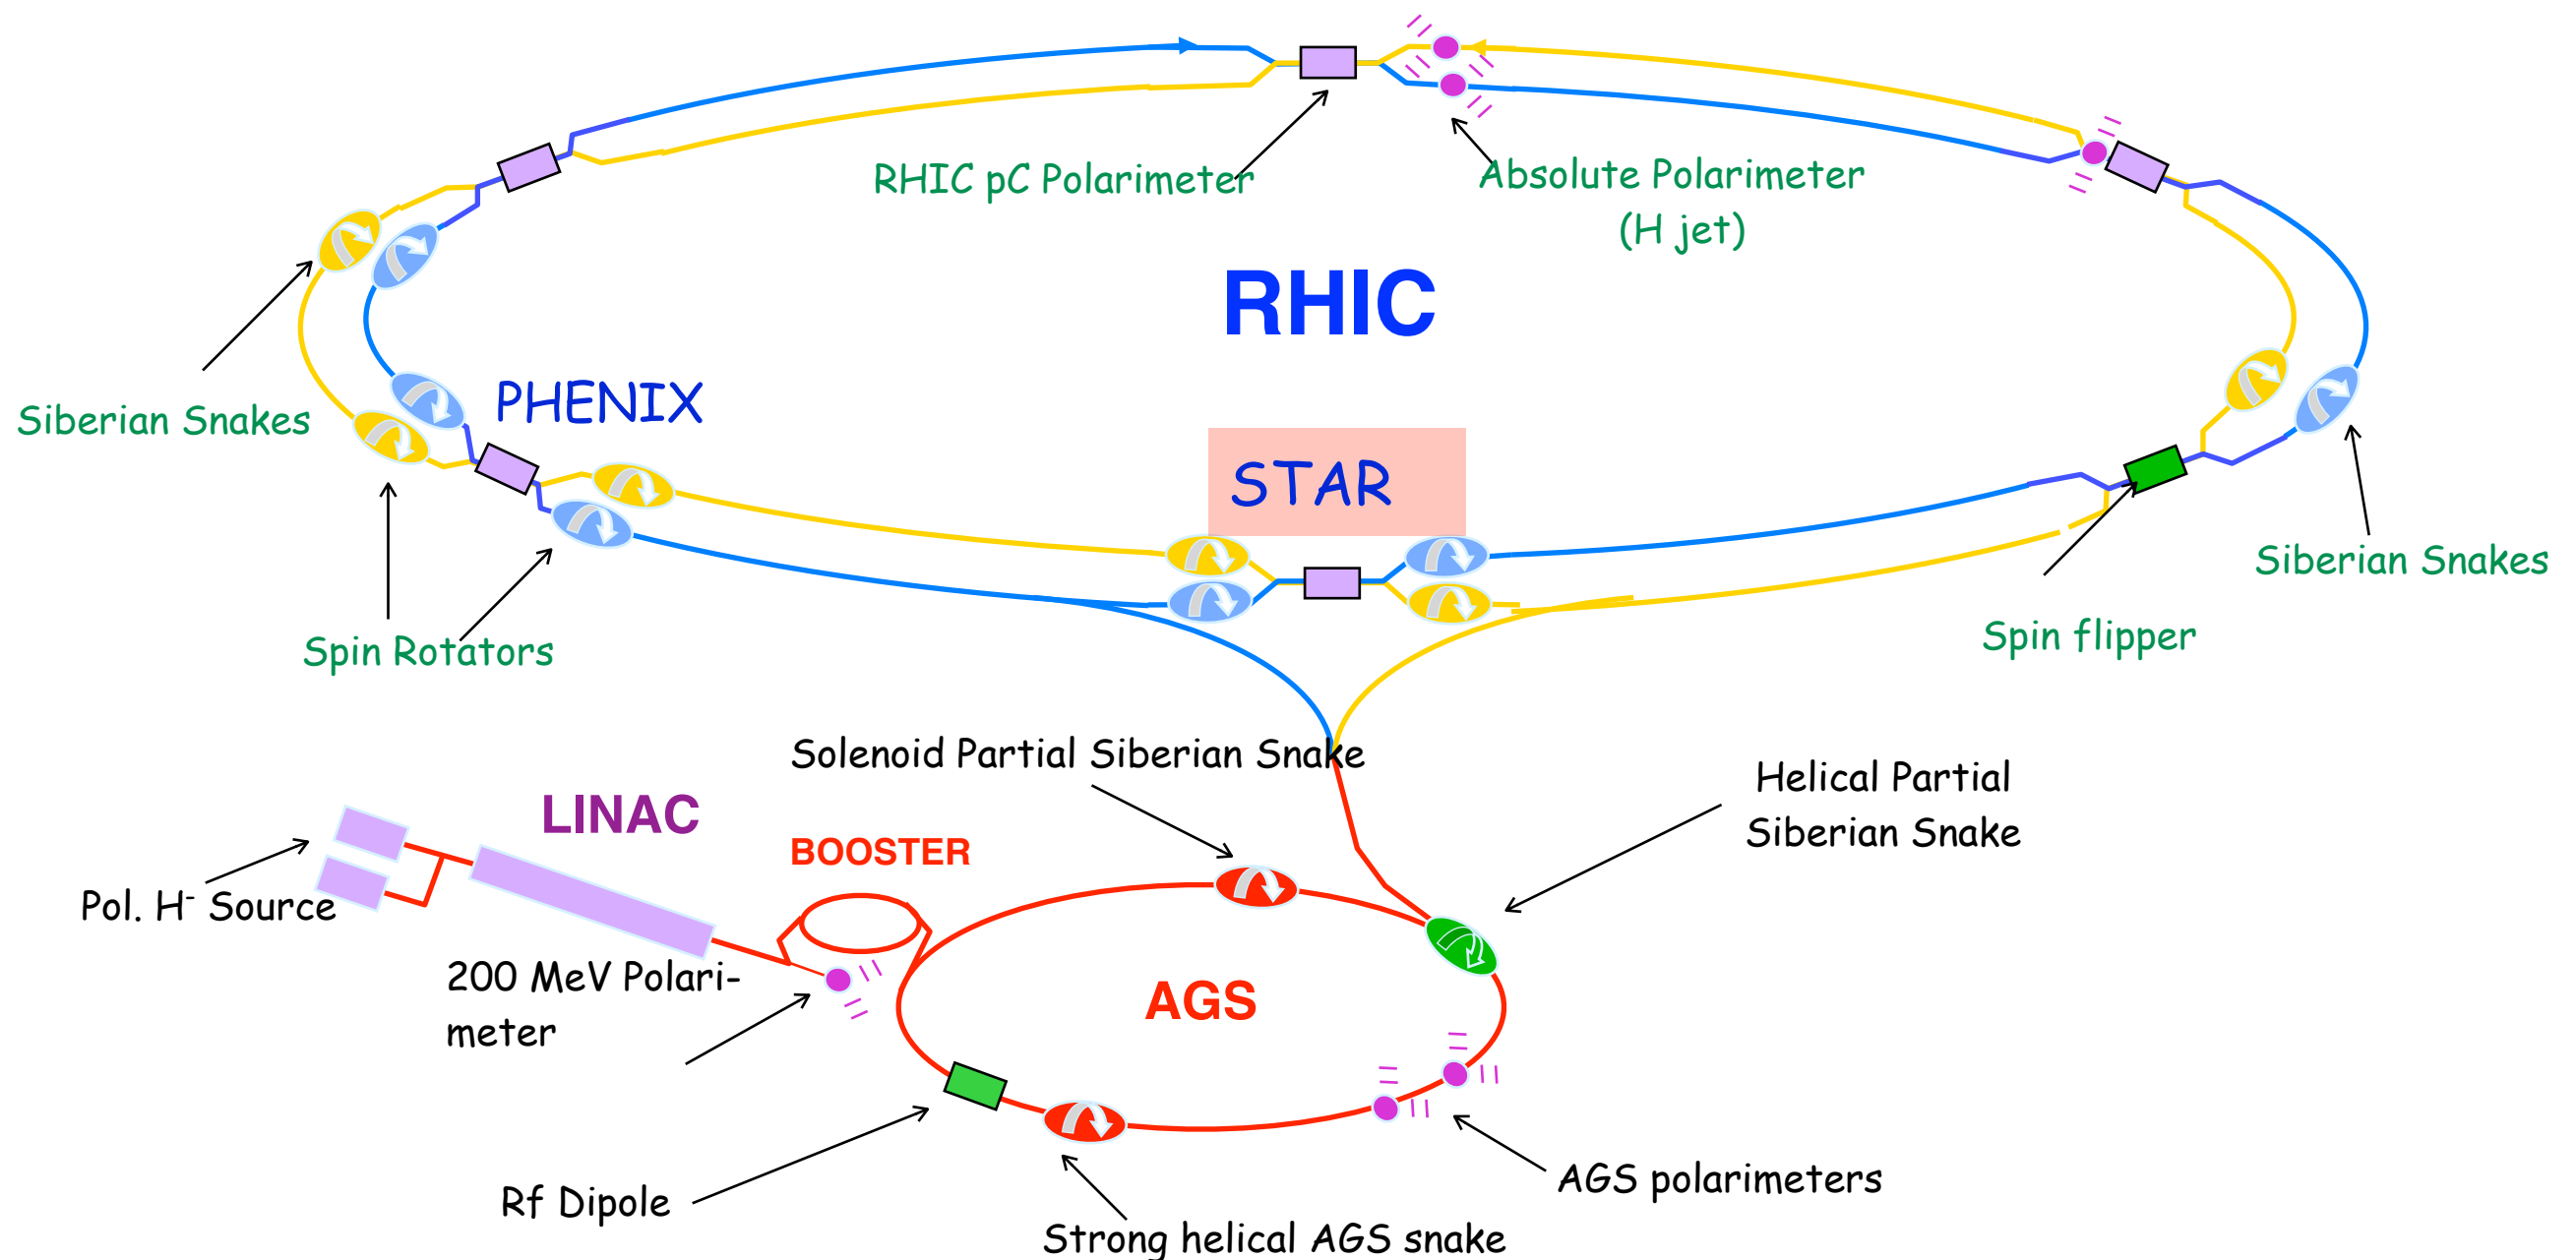 RHIC pC Polarimeter
Absolute Polarimeter
(H jet)
RHIC
Siberian Snakes
PHENIX
STAR
Siberian Snakes
Spin Rotators
Spin flipper
Solenoid Partial Siberian Snake
Helical Partial
Siberian Snake
LINAC
BOOSTER
Pol. H⁻ Source
200 MeV Polari-
meter
AGS
Rf Dipole
AGS polarimeters
Strong helical AGS snake